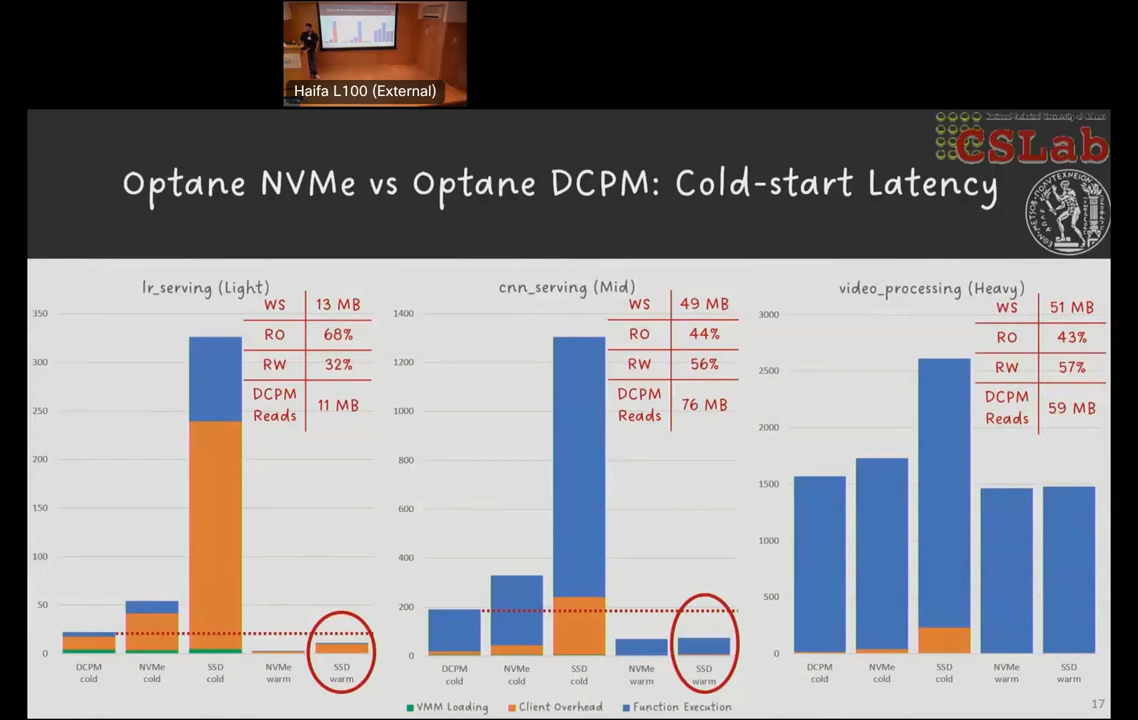 Haifa L100 (External)
National Technical University of Athens
CSLab
Optane NVMe vs Optane DCPM: Cold-start Latency
lr_serving (Light)
WS 13 MB
RO 68%
RW 32%
DCPM Reads 11 MB
350
300
250
200
150
100
50
0
DCPM cold
NVMe cold
SSD cold
NVMe warm
SSD warm
cnn_serving (Mid)
WS 49 MB
RO 44%
RW 56%
DCPM Reads 76 MB
1400
1200
1000
800
600
400
200
0
DCPM cold
NVMe cold
SSD cold
NVMe warm
SSD warm
video_processing (Heavy)
WS 51 MB
RO 43%
RW 57%
DCPM Reads 59 MB
3000
2500
2000
1500
1000
500
0
DCPM cold
NVMe cold
SSD cold
NVMe warm
SSD warm
VMM Loading Client Overhead Function Execution
17